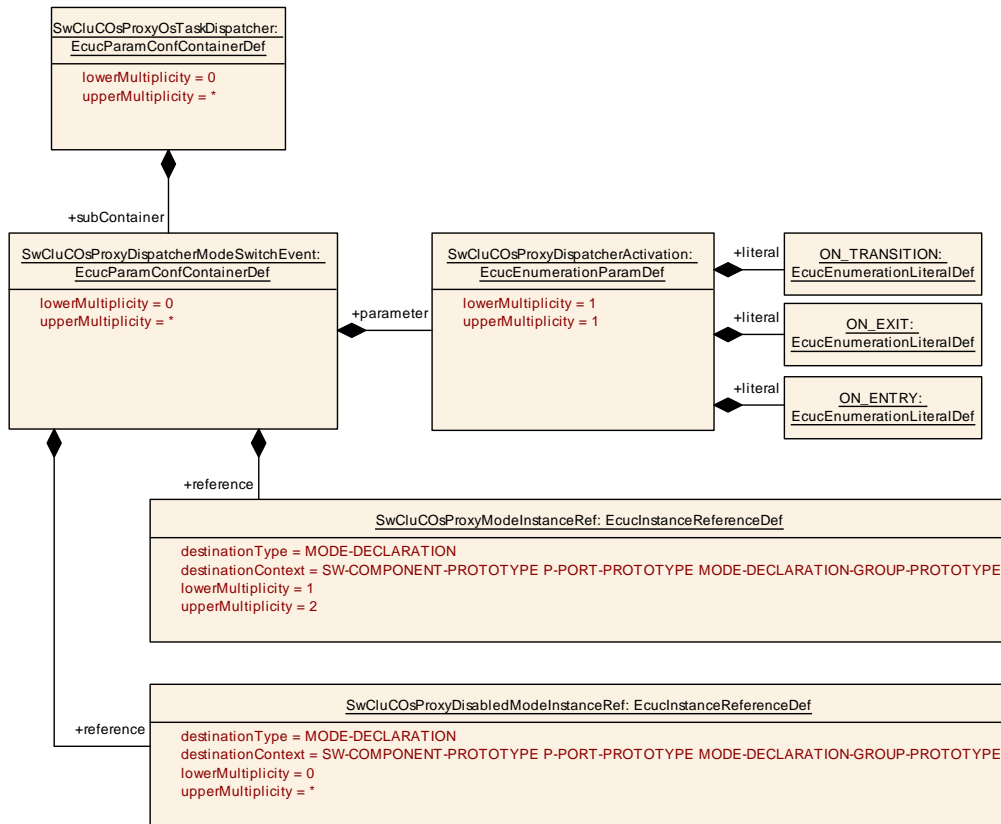 SwCluCOsProxyOsTaskDispatcher:
EcucParamConfContainerDef
lowerMultiplicity = 0
upperMultiplicity = *
+subContainer
SwCluCOsProxyDispatcherModeSwitchEvent:
EcucParamConfContainerDef
lowerMultiplicity = 0
upperMultiplicity = *
+parameter
SwCluCOsProxyDispatcherActivation:
EcucEnumerationParamDef
lowerMultiplicity = 1
upperMultiplicity = 1
+literal
ON_TRANSITION:
EcucEnumerationLiteralDef
+literal
ON_EXIT:
EcucEnumerationLiteralDef
+literal
ON_ENTRY:
EcucEnumerationLiteralDef
+reference
SwCluCOsProxyModeInstanceRef: EcucInstanceReferenceDef
destinationType = MODE-DECLARATION
destinationContext = SW-COMPONENT-PROTOTYPE P-PORT-PROTOTYPE MODE-DECLARATION-GROUP-PROTOTYPE
lowerMultiplicity = 1
upperMultiplicity = 2
+reference
SwCluCOsProxyDisabledModeInstanceRef: EcucInstanceReferenceDef
destinationType = MODE-DECLARATION
destinationContext = SW-COMPONENT-PROTOTYPE P-PORT-PROTOTYPE MODE-DECLARATION-GROUP-PROTOTYPE
lowerMultiplicity = 0
upperMultiplicity = *